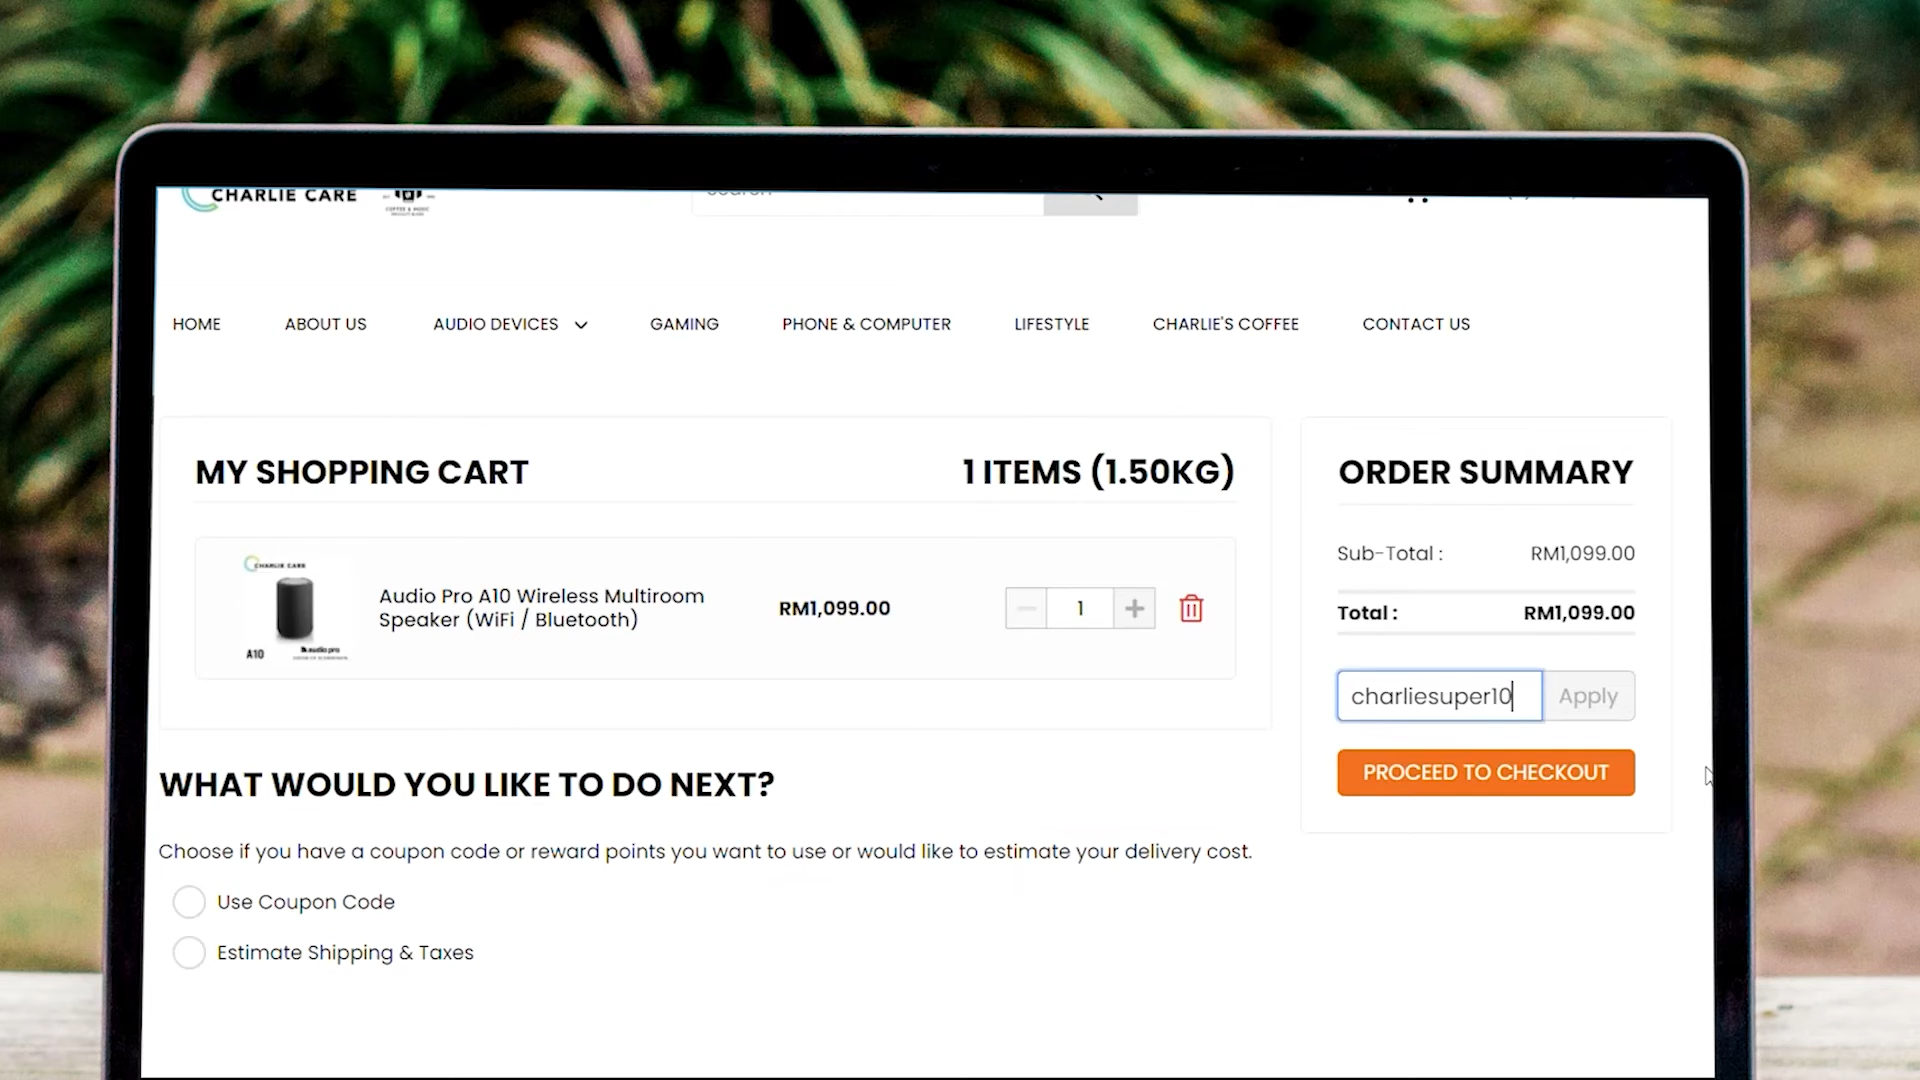 CHARLIE CARE
HOME
ABOUT US
AUDIO DEVICES
GAMING
PHONE & COMPUTER
LIFESTYLE
CHARLIE'S COFFEE
CONTACT US
MY SHOPPING CART
1 ITEMS (1.50KG)
CHARLIE CARE
A10
audio pro
Audio Pro A10 Wireless Multiroom
Speaker (WiFi / Bluetooth)
RM1,099.00
1
ORDER SUMMARY
Sub-Total : RM1,099.00
Total : RM1,099.00
charliesuper10
Apply
PROCEED TO CHECKOUT
WHAT WOULD YOU LIKE TO DO NEXT?
Choose if you have a coupon code or reward points you want to use or would like to estimate your delivery cost.
Use Coupon Code
Estimate Shipping & Taxes